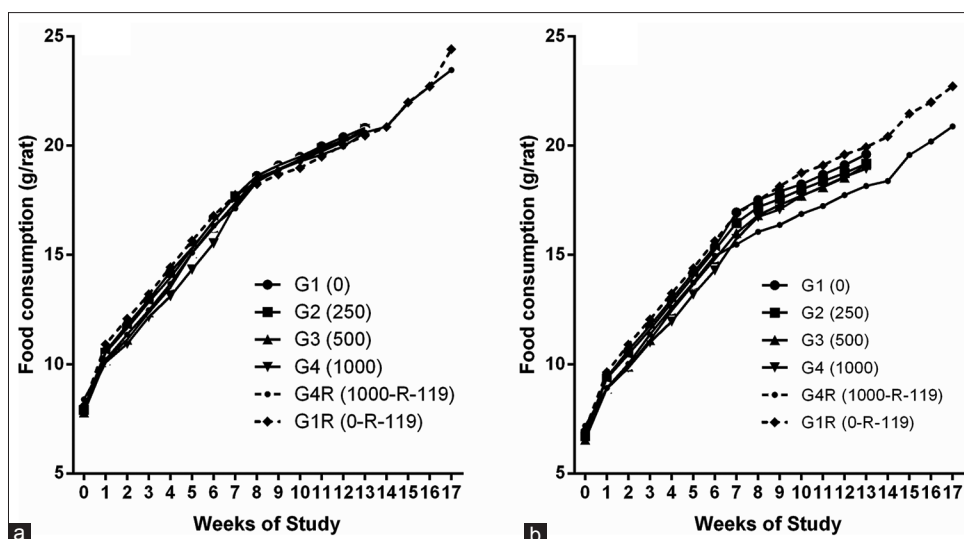 25
20
15
10
5
Food consumption (g/rat)
G1 (0)
G2 (250)
G3 (500)
G4 (1000)
G4R (1000-R-119)
G1R (0-R-119)
0 1 2 3 4 5 6 7 8 9 10 11 12 13 14 15 16 17
Weeks of Study
a
25
20
15
10
5
Food consumption (g/rat)
G1 (0)
G2 (250)
G3 (500)
G4 (1000)
G4R (1000-R-119)
G1R (0-R-119)
0 1 2 3 4 5 6 7 8 9 10 11 12 13 14 15 16 17
Weeks of Study
b